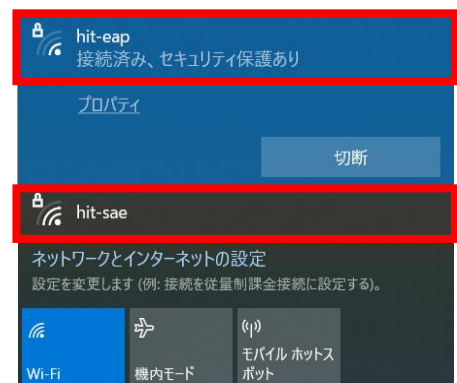 hit-eap
接続済み、セキュリティ保護あり
プロパティ
切断
hit-sae
ネットワークとインターネットの設定
設定を変更します (例: 接続を従量制課金接続に設定する)。
Wi-Fi
機内モード
モバイル ホットス
ポット